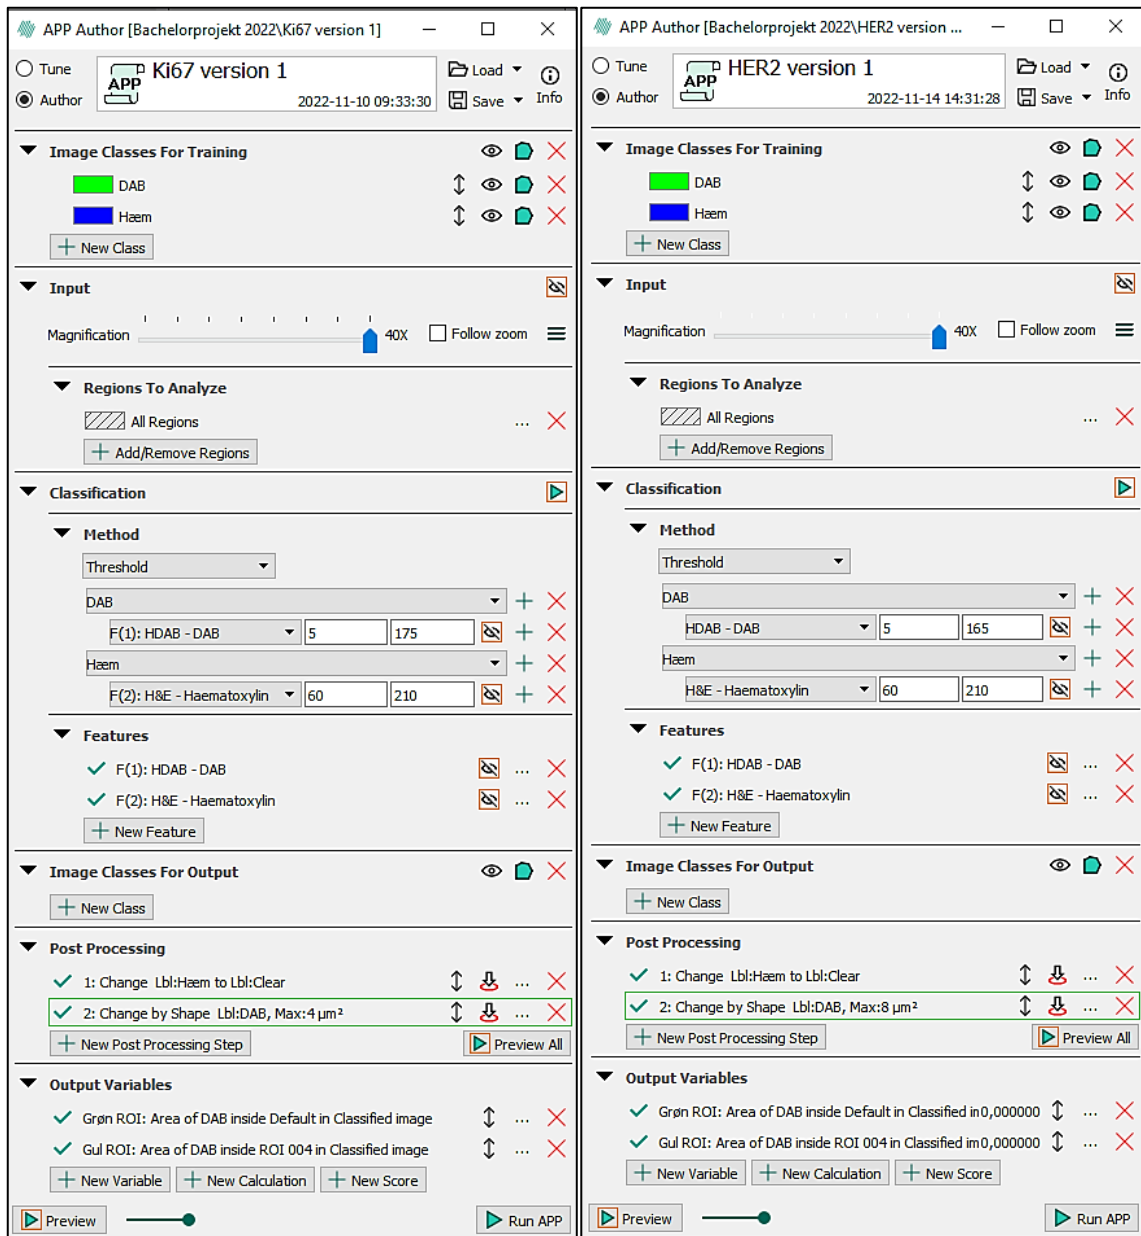 APP Author [Bachelorprojekt 2022\Ki67 version 1]
Tune
Author
APP
Ki67 version 1
2022-11-10 09:33:30
Load
Save
Info
Image Classes For Training
DAB
Hæm
New Class
Input
Magnification
40X
Follow zoom
Regions To Analyze
All Regions
...
Add/Remove Regions
Classification
Method
Threshold
DAB
F(1): HDAB - DAB 5 175
Hæm
F(2): H&E - Haematoxylin 60 210
Features
F(1): HDAB - DAB ...
F(2): H&E - Haematoxylin ...
New Feature
Image Classes For Output
New Class
Post Processing
1: Change Lbl:Hæm to Lbl:Clear ...
2: Change by Shape Lbl:DAB, Max:4 µm² ...
New Post Processing Step Preview All
Output Variables
Grøn ROI: Area of DAB inside Default in Classified image ...
Gul ROI: Area of DAB inside ROI 004 in Classified image ...
New Variable New Calculation New Score
Preview Run APP
APP Author [Bachelorprojekt 2022\HER2 version ...
Tune
Author
APP
HER2 version 1
2022-11-14 14:31:28
Load
Save
Info
Image Classes For Training
DAB
Hæm
New Class
Input
Magnification
40X
Follow zoom
Regions To Analyze
All Regions
...
Add/Remove Regions
Classification
Method
Threshold
DAB
HDAB - DAB 5 165
Hæm
H&E - Haematoxylin 60 210
Features
F(1): HDAB - DAB ...
F(2): H&E - Haematoxylin ...
New Feature
Image Classes For Output
New Class
Post Processing
1: Change Lbl:Hæm to Lbl:Clear ...
2: Change by Shape Lbl:DAB, Max:8 µm² ...
New Post Processing Step Preview All
Output Variables
Grøn ROI: Area of DAB inside Default in Classified in0,000000 ...
Gul ROI: Area of DAB inside ROI 004 in Classified im0,000000 ...
New Variable New Calculation New Score
Preview Run APP